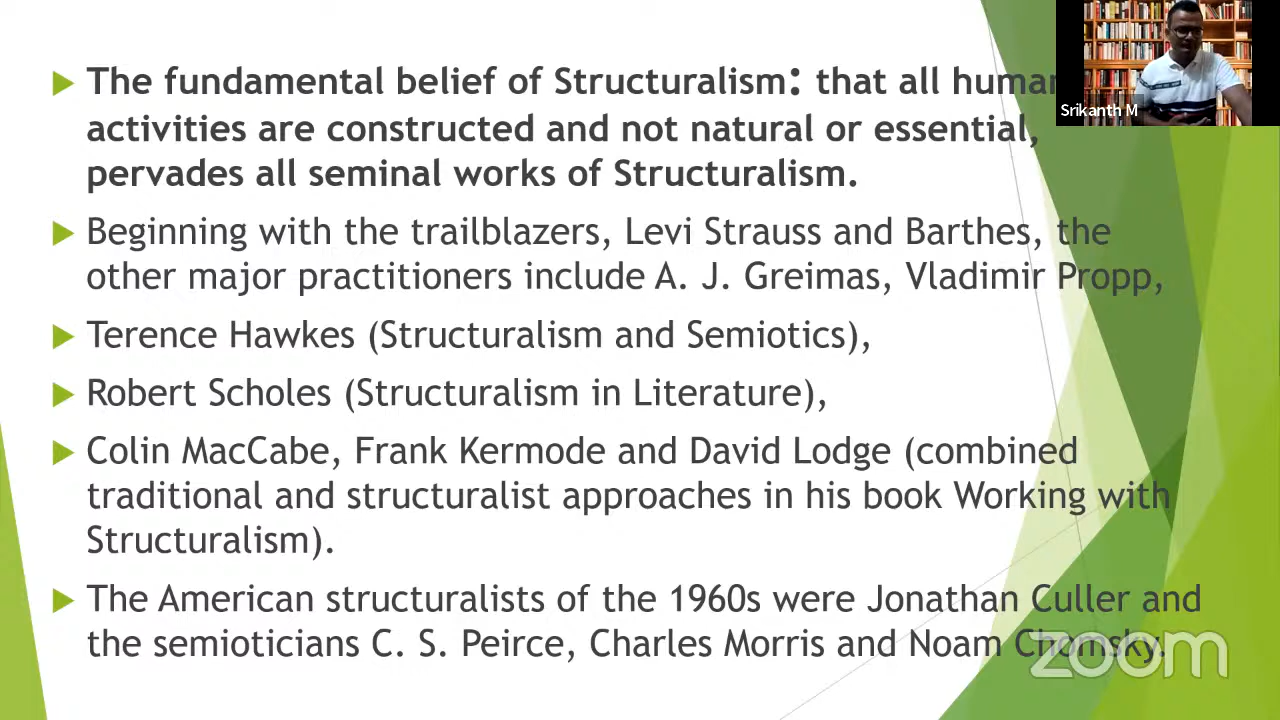 The fundamental belief of Structuralism: that all human
activities are constructed and not natural or essential,
pervades all seminal works of Structuralism.
Beginning with the trailblazers, Levi Strauss and Barthes, the
other major practitioners include A. J. Greimas, Vladimir Propp,
Terence Hawkes (Structuralism and Semiotics),
Robert Scholes (Structuralism in Literature),
Colin MacCabe, Frank Kermode and David Lodge (combined
traditional and structuralist approaches in his book Working with
Structuralism).
The American structuralists of the 1960s were Jonathan Culler and
the semioticians C. S. Peirce, Charles Morris and Noam Chomsky.
Srikanth M
zoom